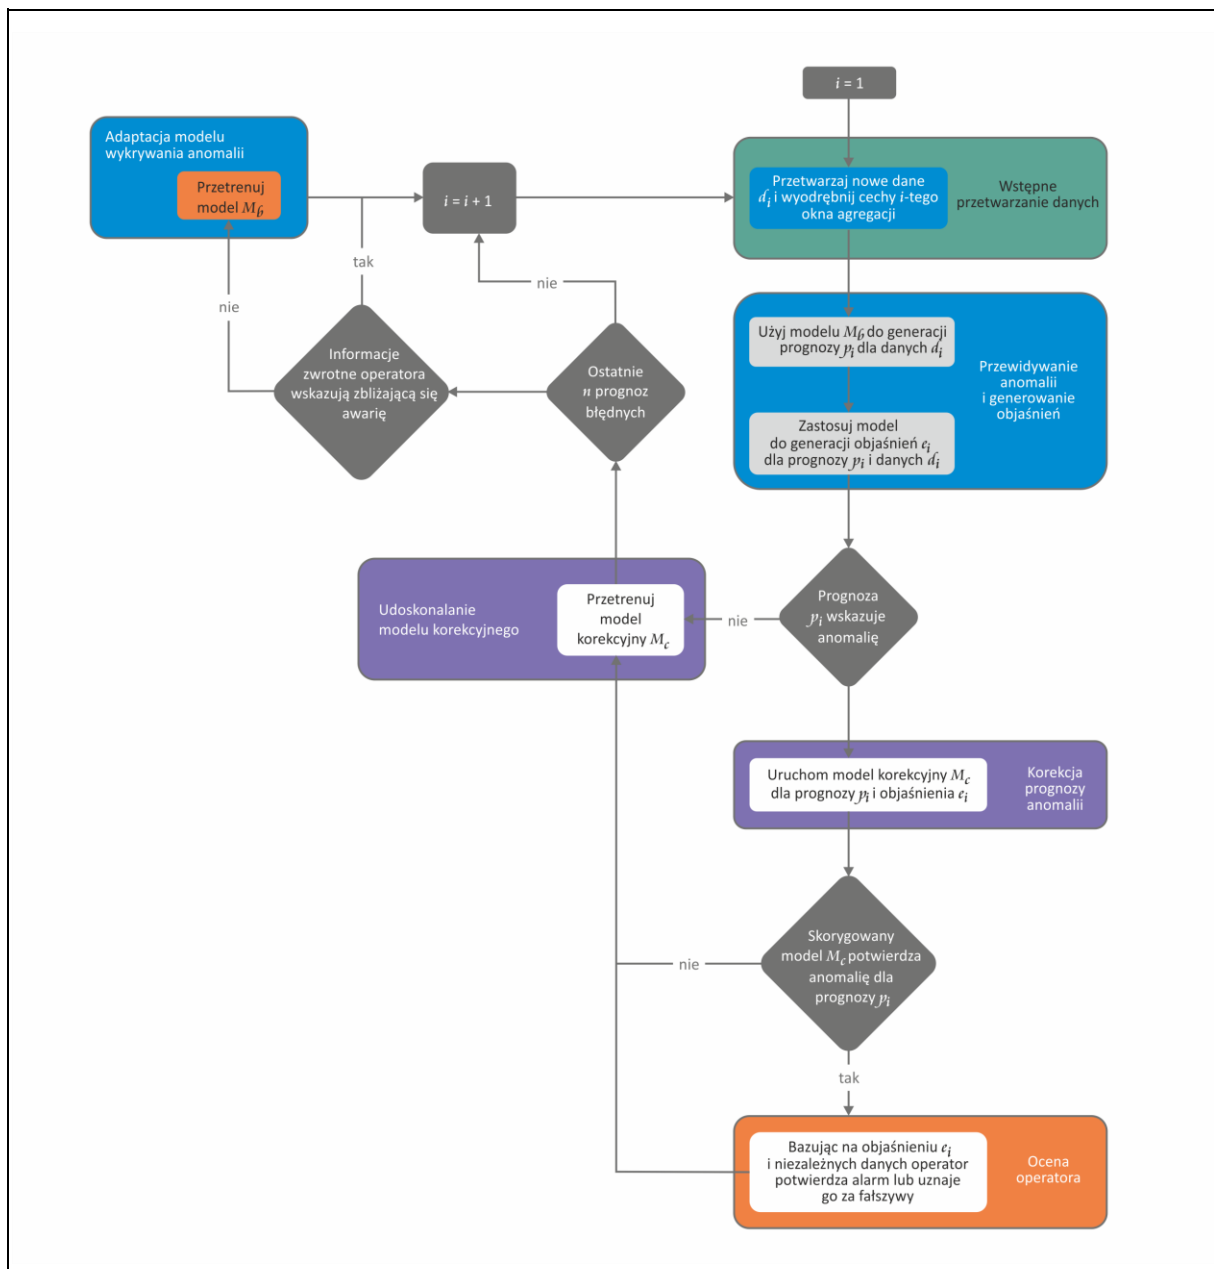 i = 1
Adaptacja modelu
wykrywania anomalii
Przetrenuj
model M_b
i = i + 1
Przetwarzaj nowe dane
d_i i wyodrębnij cechy i-tego
okna agregacji
Wstępne
przetwarzanie danych
tak
nie
nie
Użyj modelu M_b do generacji
prognozy p_i dla danych d_i
Przewidywanie
anomalii
i generowanie
objaśnień
Zastosuj model
do generacji objaśnień e_i
dla prognozy p_i i danych d_i
Informacje
zwrotne operatora
wskazują zbliżającą się
awarię
Ostatnie
n prognoz
błędnych
Udoskonalanie
modelu korekcyjnego
Przetrenuj
model
korekcyjny M_c
nie
Prognoza
p_i wskazuje
anomalię
Uruchom model korekcyjny M_c
dla prognozy p_i i objaśnienia e_i
Korekcja
prognozy
anomalii
Skorygowany
model M_c potwierdza
anomalię dla
prognozy p_i
nie
tak
Bazując na objaśnieniu e_i
i niezależnych danych operator
potwierdza alarm lub uznaje
go za fałszywy
Ocena
operatora